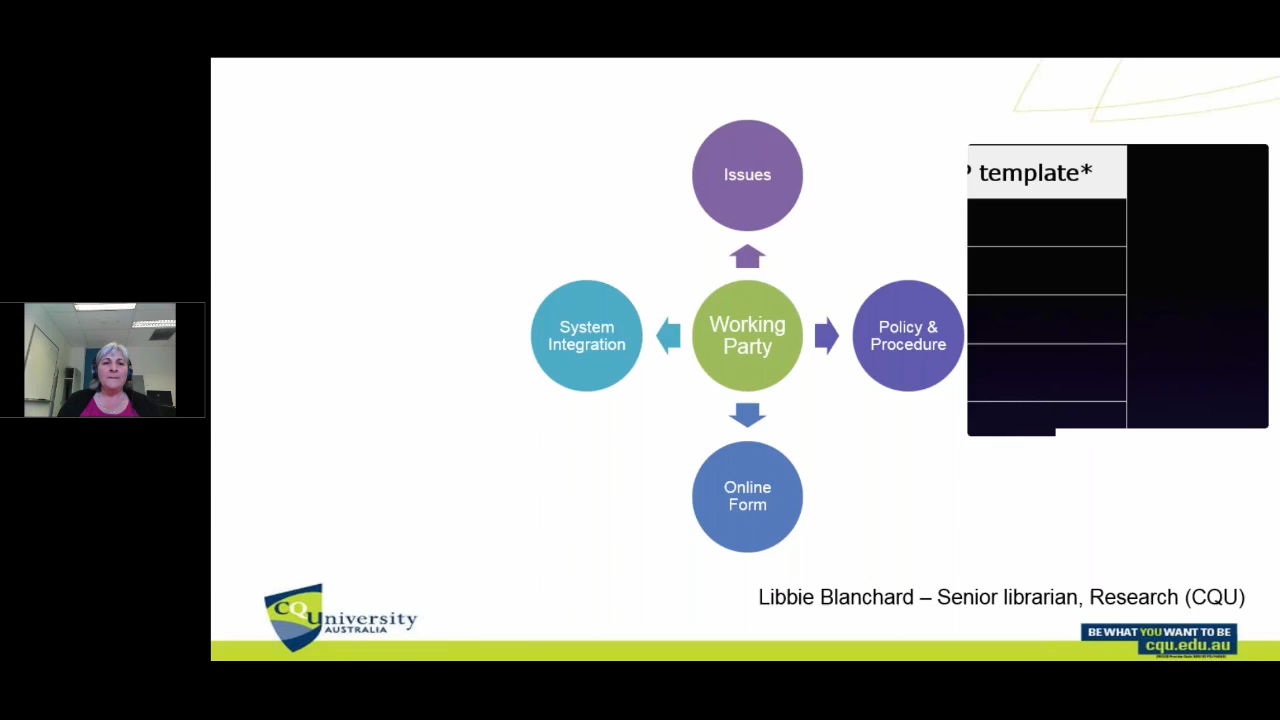 Issues
? template*
System
Integration
Working
Party
Policy &
Procedure
Online
Form
Libbie Blanchard – Senior librarian, Research (CQU)
CQUniversity
AUSTRALIA
BE WHAT YOU WANT TO BE
cqu.edu.au